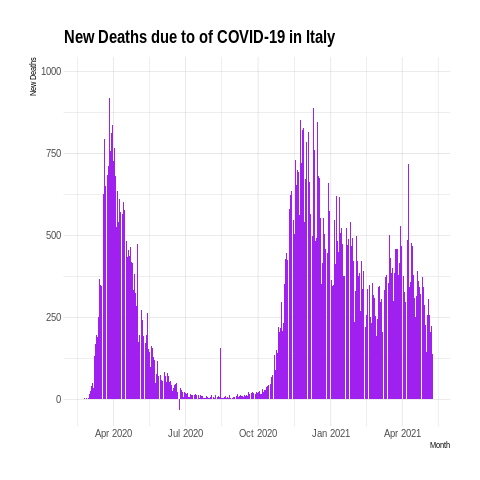 New Deaths due to of COVID-19 in Italy
New Deaths
1000
750
500
250
0
Apr 2020 Jul 2020 Oct 2020 Jan 2021 Apr 2021
Month